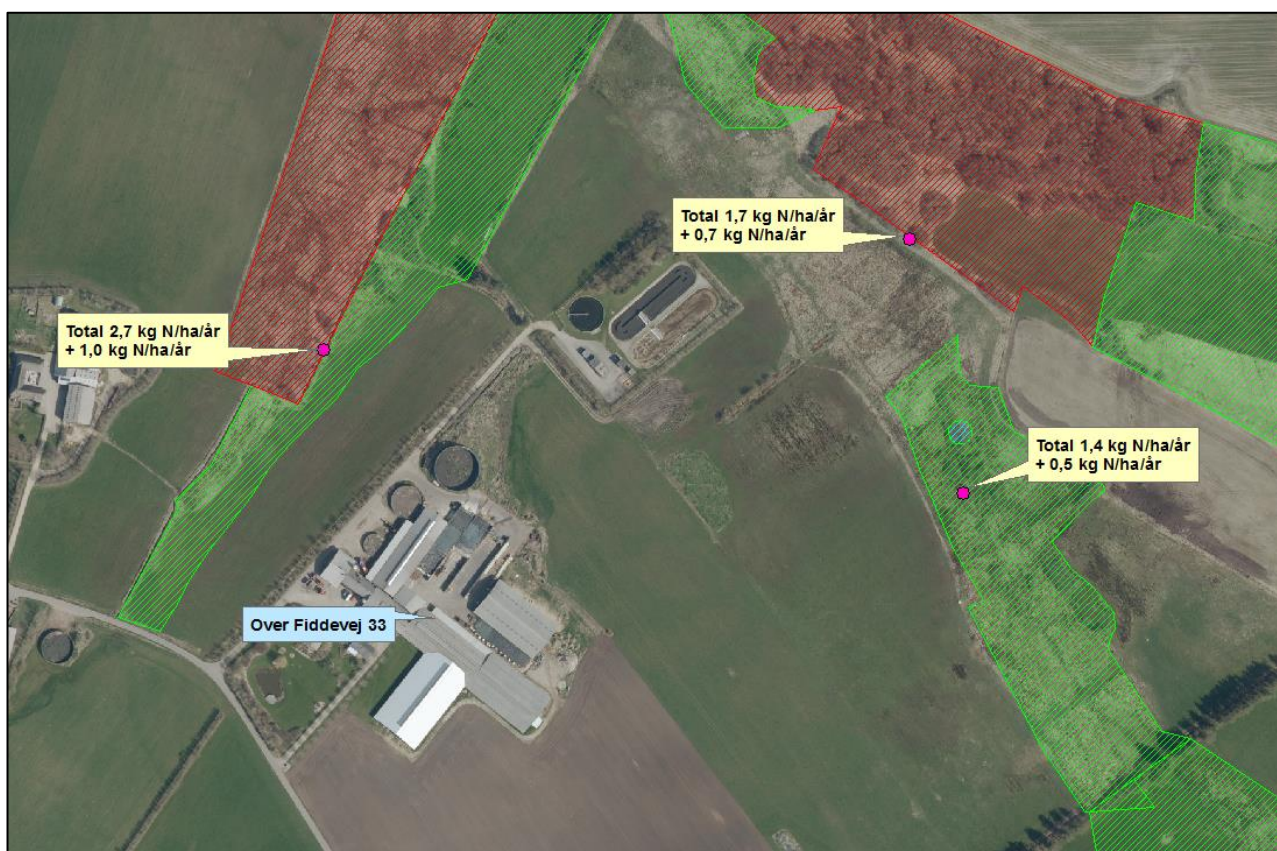 Total 1,7 kg N/ha/år
+ 0,7 kg N/ha/år
Total 2,7 kg N/ha/år
+ 1,0 kg N/ha/år
Total 1,4 kg N/ha/år
+ 0,5 kg N/ha/år
Over Fiddevej 33